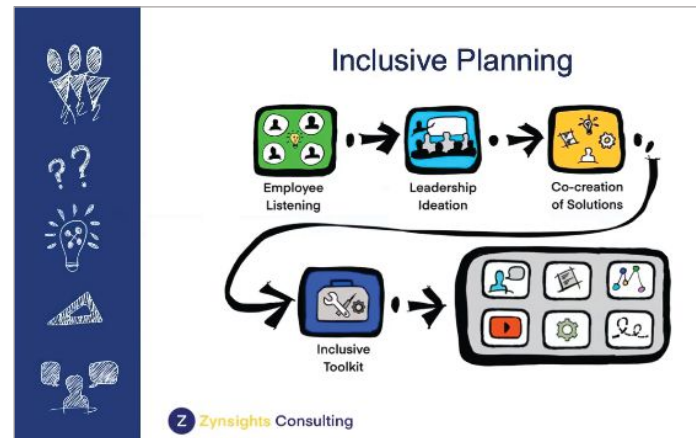 Inclusive Planning
Employee
Listening
Leadership
Ideation
Co-creation
of Solutions
Inclusive
Toolkit
Z Zynsights Consulting